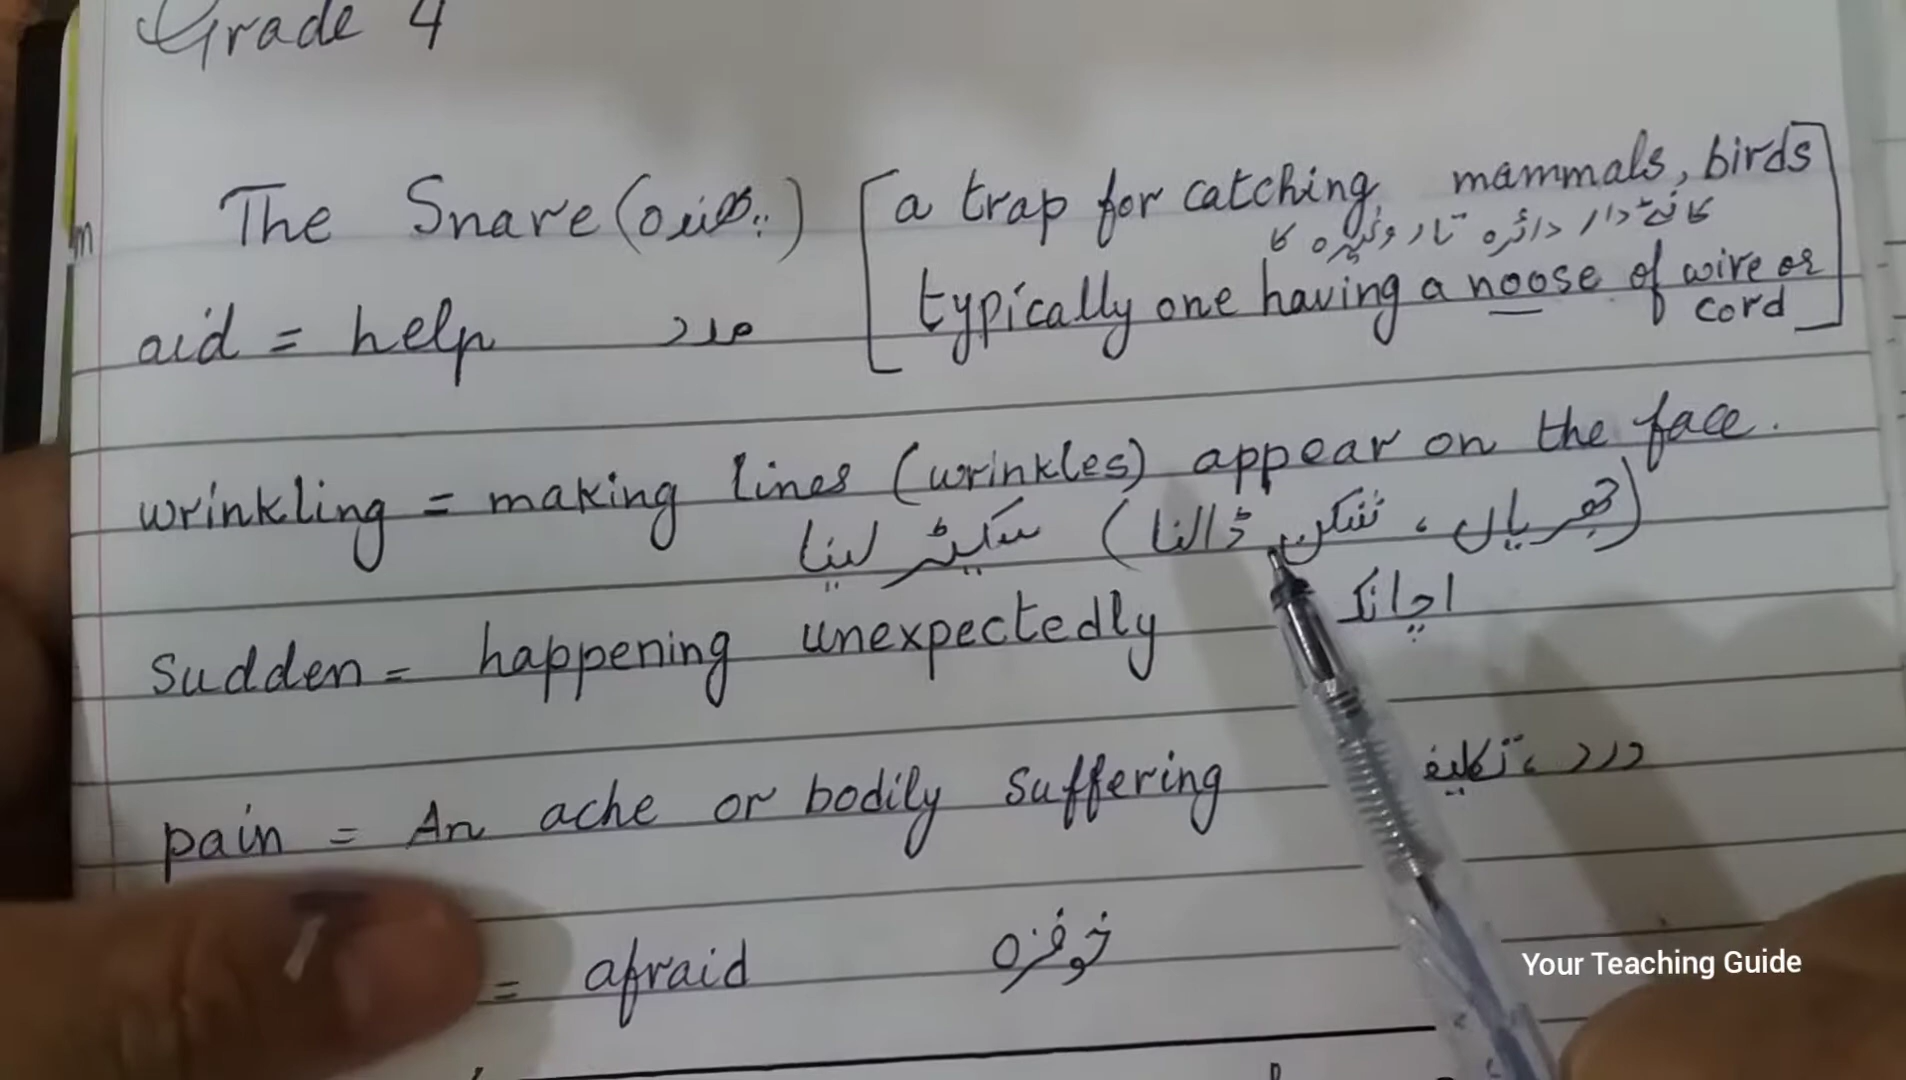 Grade 4
The Snare (پھندہ) [a trap for catching mammals, birds
کانٹے دار دائرہ تار وغیرہ کا
typically one having a noose of wire or cord]
aid = help مدد
wrinkling = making lines (wrinkles) appear on the face.
(جھریاں، شکن ڈالنا) سکیڑ لینا
sudden = happening unexpectedly اچانک
pain = An ache or bodily suffering درد، تکلیف
= afraid خوفزہ
Your Teaching Guide